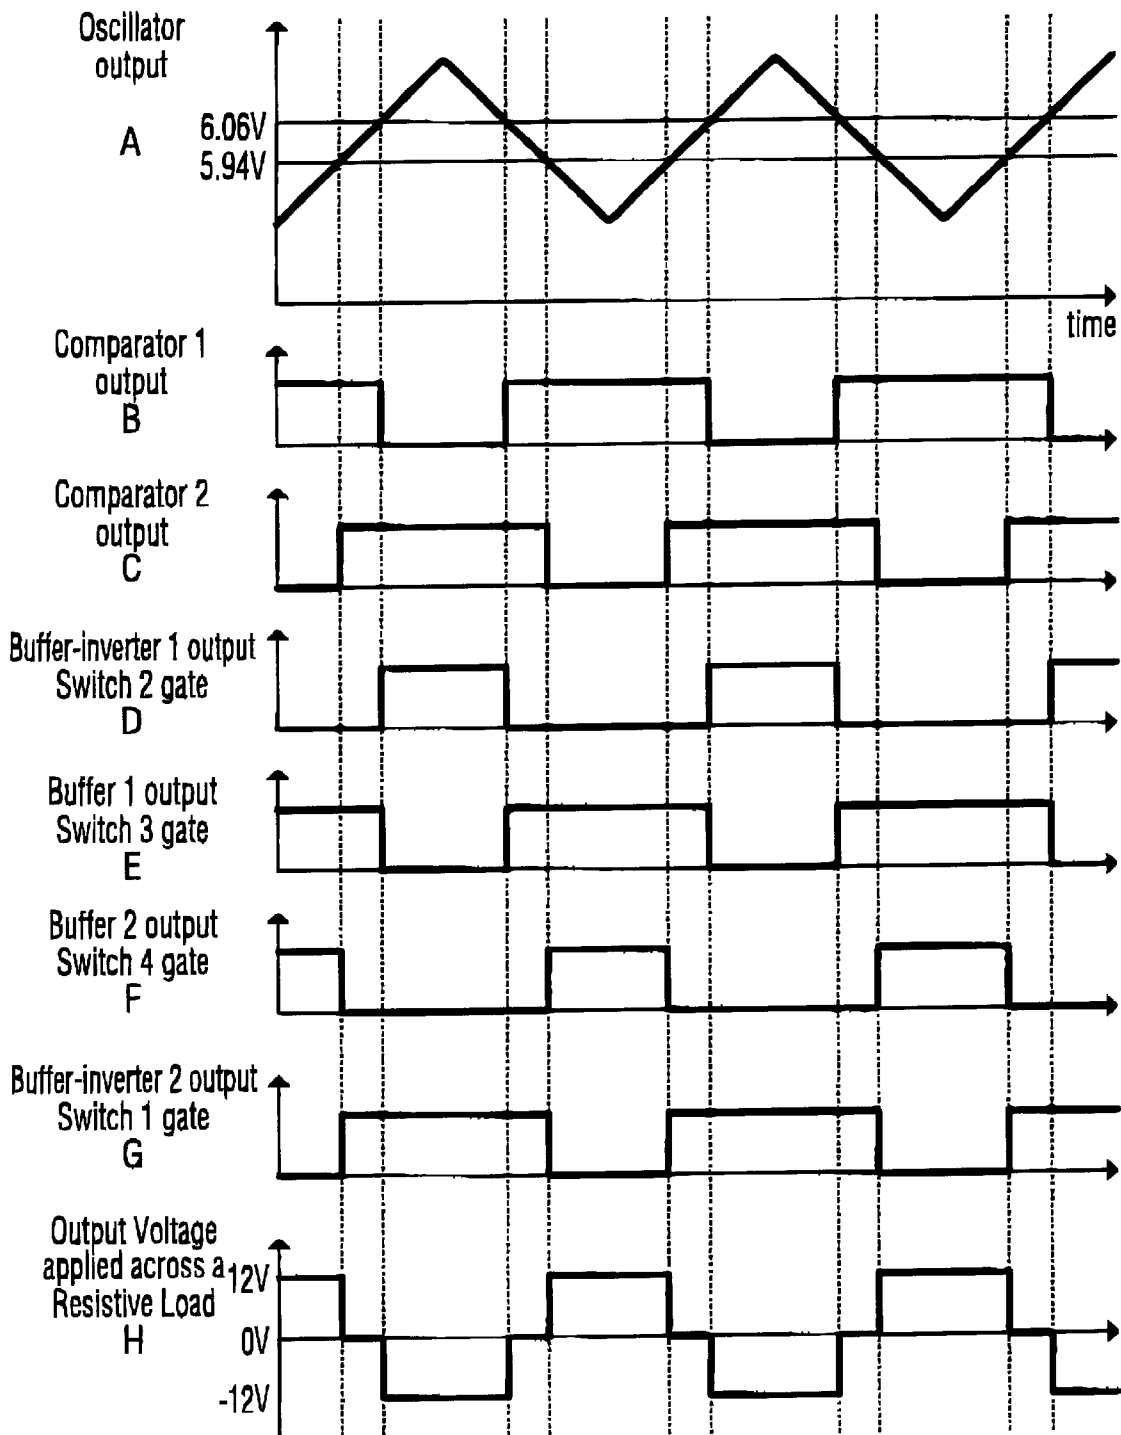 Oscillator
output
A
6.06V
5.94V
time
Comparator 1
output
B
Comparator 2
output
C
Buffer-inverter 1 output
Switch 2 gate
D
Buffer 1 output
Switch 3 gate
E
Buffer 2 output
Switch 4 gate
F
Buffer-inverter 2 output
Switch 1 gate
G
Output Voltage
applied across a
Resistive Load
H
12V
0V
-12V